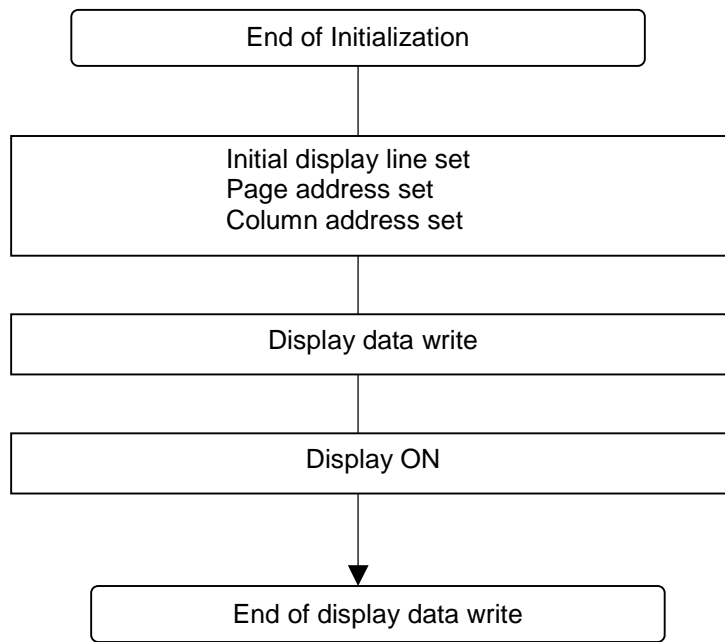 End of Initialization
Initial display line set
Page address set
Column address set
Display data write
Display ON
End of display data write